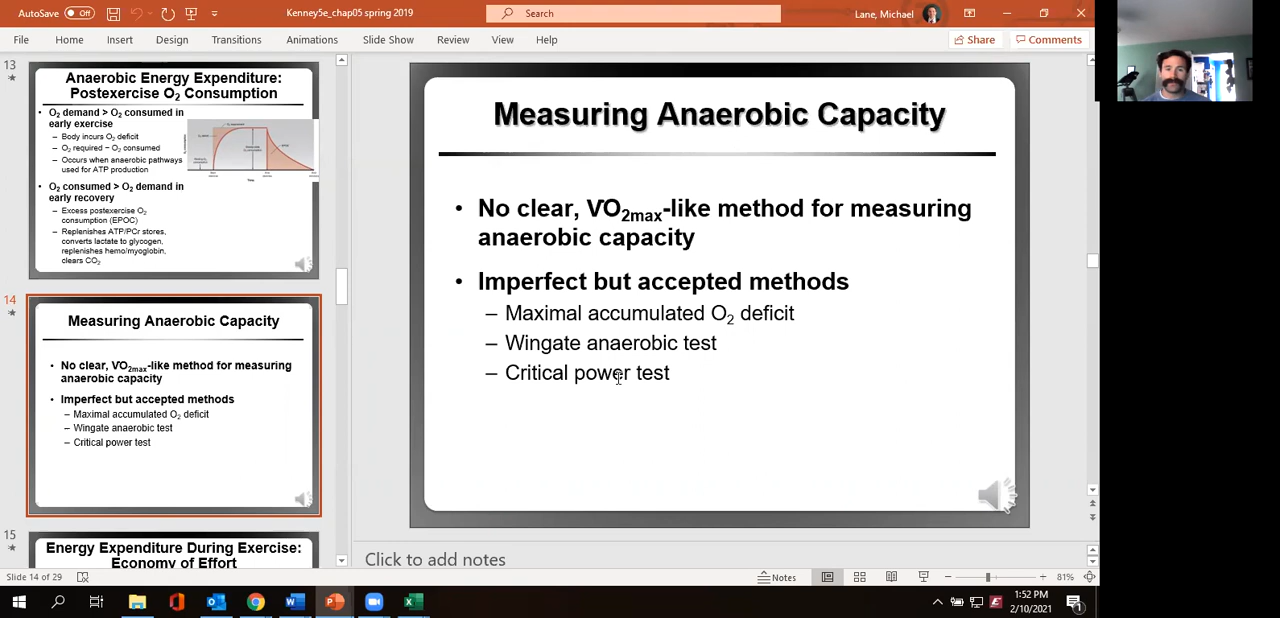 AutoSave Off
Kenney5e_chap05 spring 2019
Search
Lane, Michael
File Home Insert Design Transitions Animations Slide Show Review View Help
Share Comments
13
Anaerobic Energy Expenditure:
Postexercise O₂ Consumption
• O₂ demand > O₂ consumed in
early exercise
– Body incurs O₂ deficit
– O₂ required − O₂ consumed
– Occurs when anaerobic pathways
used for ATP production
• O₂ consumed > O₂ demand in
early recovery
– Excess postexercise O₂
consumption (EPOC)
– Replenishes ATP/PCr stores,
converts lactate to glycogen,
replenishes hemo/myoglobin,
clears CO₂
14
Measuring Anaerobic Capacity
• No clear, V̇O₂max-like method for measuring
anaerobic capacity
• Imperfect but accepted methods
– Maximal accumulated O₂ deficit
– Wingate anaerobic test
– Critical power test
15
Energy Expenditure During Exercise:
Economy of Effort
Measuring Anaerobic Capacity
• No clear, V̇O₂max-like method for measuring
anaerobic capacity
• Imperfect but accepted methods
– Maximal accumulated O₂ deficit
– Wingate anaerobic test
– Critical power test
Click to add notes
Slide 14 of 29
Notes
81%
1:52 PM
2/10/2021
1